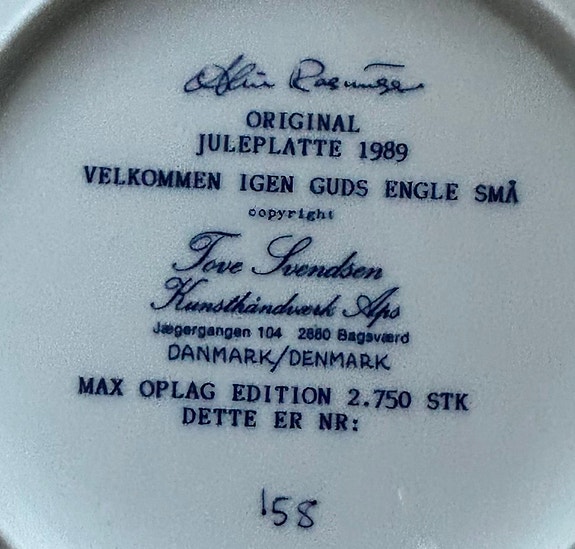 ORIGINAL
JULEPLATTE 1989
VELKOMMEN IGEN GUDS ENGLE SMÅ
copyright
Tove Svendsen
Kunsthåndværk Aps
Jægergangen 104 2880 Bagsværd
DANMARK/DENMARK
MAX OPLAG EDITION 2.750 STK
DETTE ER NR:
158